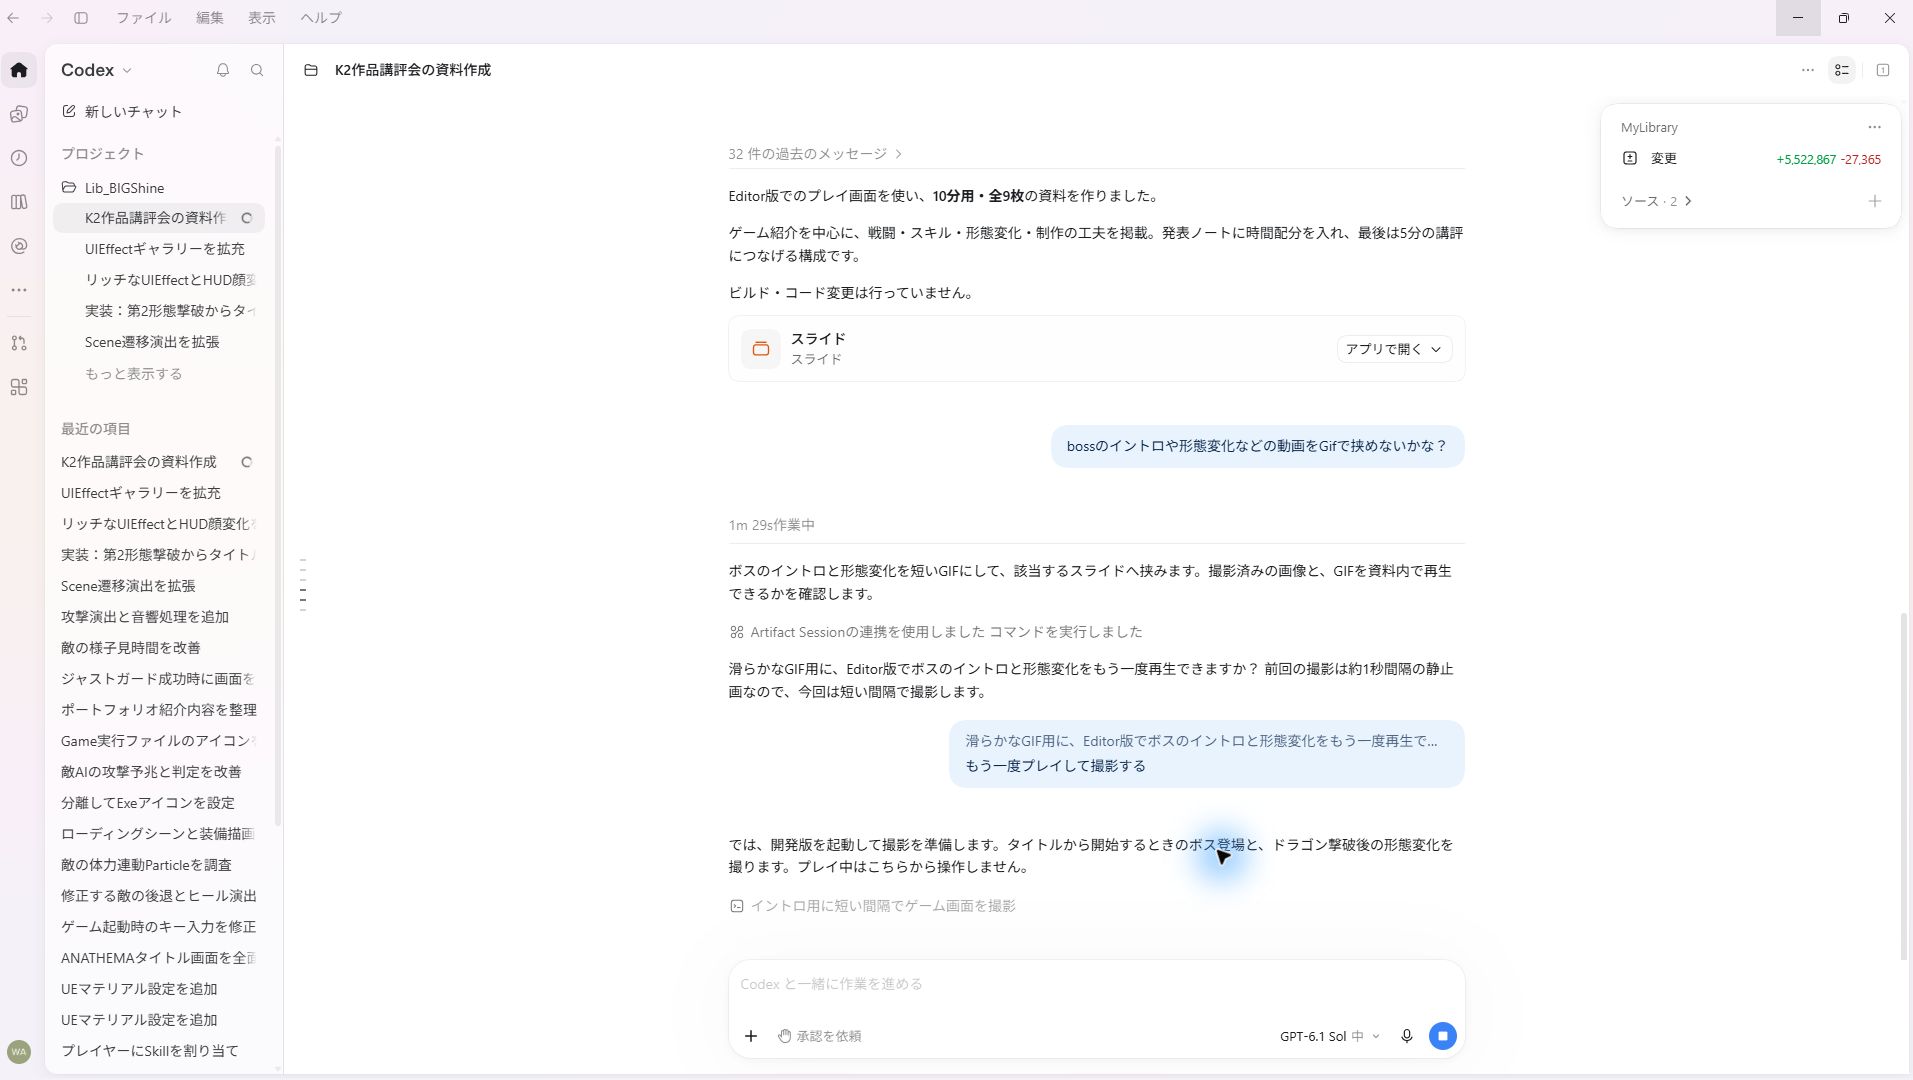 ファイル 編集 表示 ヘルプ
Codex
新しいチャット
プロジェクト
Lib_BIGShine
K2作品講評会の資料作
UIEffectギャラリーを拡充
リッチなUIEffectとHUD顔変
実装：第2形態撃破からタイ
Scene遷移演出を拡張
もっと表示する
最近の項目
K2作品講評会の資料作成
UIEffectギャラリーを拡充
リッチなUIEffectとHUD顔変化を
実装：第2形態撃破からタイトル
Scene遷移演出を拡張
攻撃演出と音響処理を追加
敵の様子見時間を改善
ジャストガード成功時に画面を
ポートフォリオ紹介内容を整理
Game実行ファイルのアイコンを
敵AIの攻撃予兆と判定を改善
分離してExeアイコンを設定
ローディングシーンと装備描画
敵の体力連動Particleを調査
修正する敵の後退とヒール演出
ゲーム起動時のキー入力を修正
ANATHEMAタイトル画面を全面
UEマテリアル設定を追加
UEマテリアル設定を追加
プレイヤーにSkillを割り当て
WA
K2作品講評会の資料作成
32 件の過去のメッセージ
Editor版でのプレイ画面を使い、10分用・全9枚の資料を作りました。
ゲーム紹介を中心に、戦闘・スキル・形態変化・制作の工夫を掲載。発表ノートに時間配分を入れ、最後は5分の講評
につなげる構成です。
ビルド・コード変更は行っていません。
スライド
スライド
アプリで開く
bossのイントロや形態変化などの動画をGifで挟めないかな？
1m 29s作業中
ボスのイントロと形態変化を短いGIFにして、該当するスライドへ挟みます。撮影済みの画像と、GIFを資料内で再生
できるかを確認します。
Artifact Sessionの連携を使用しました コマンドを実行しました
滑らかなGIF用に、Editor版でボスのイントロと形態変化をもう一度再生できますか？ 前回の撮影は約1秒間隔の静止
画なので、今回は短い間隔で撮影します。
滑らかなGIF用に、Editor版でボスのイントロと形態変化をもう一度再生で...
もう一度プレイして撮影する
では、開発版を起動して撮影を準備します。タイトルから開始するときのボス登場と、ドラゴン撃破後の形態変化を
撮ります。プレイ中はこちらから操作しません。
イントロ用に短い間隔でゲーム画面を撮影
Codex と一緒に作業を進める
承認を依頼
GPT-6.1 Sol 中
1
MyLibrary
変更 +5,522,867 -27,365
ソース · 2